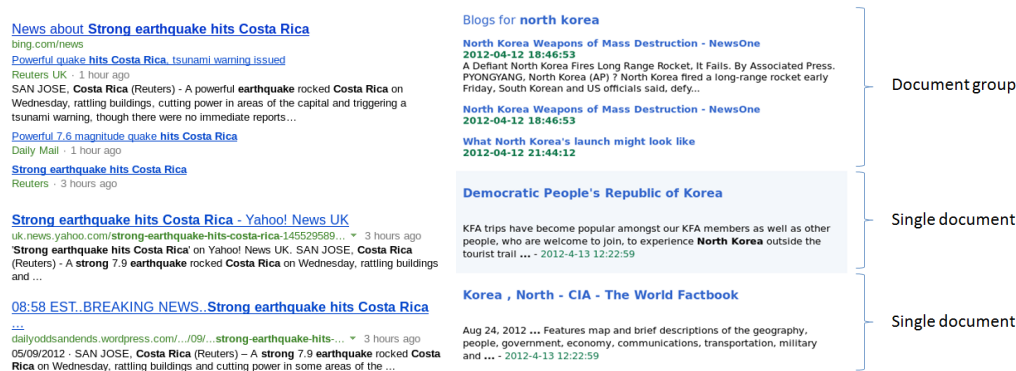 News about Strong earthquake hits Costa Rica
bing.com/news
Powerful quake hits Costa Rica, tsunami warning issued
Reuters UK · 1 hour ago
SAN JOSE, Costa Rica (Reuters) - A powerful earthquake rocked Costa Rica on
Wednesday, rattling buildings, cutting power in areas of the capital and triggering a
tsunami warning, though there were no immediate reports…
Powerful 7.6 magnitude quake hits Costa Rica
Daily Mail · 1 hour ago
Strong earthquake hits Costa Rica
Reuters · 3 hours ago
Strong earthquake hits Costa Rica - Yahoo! News UK
uk.news.yahoo.com/strong-earthquake-hits-costa-rica-145529589… 3 hours ago
'Strong earthquake hits Costa Rica' on Yahoo! News UK. SAN JOSE, Costa Rica
(Reuters) - A strong 7.9 earthquake rocked Costa Rica on Wednesday, rattling buildings
and …
08:58 EST..BREAKING NEWS..Strong earthquake hits Costa Rica
…
dailyoddsandends.wordpress.com/…/09/…strong-earthquake-hits-… 3 hours ago
05/09/2012 · SAN JOSE, Costa Rica (Reuters) – A strong 7.9 earthquake rocked Costa
Rica on Wednesday, rattling buildings and cutting power in some areas of the …
Blogs for north korea
North Korea Weapons of Mass Destruction - NewsOne
2012-04-12 18:46:53
A Defiant North Korea Fires Long Range Rocket, It Fails. By Associated Press.
PYONGYANG, North Korea (AP) ? North Korea fired a long-range rocket early
Friday, South Korean and US officials said, defy...
North Korea Weapons of Mass Destruction - NewsOne
2012-04-12 18:46:53
What North Korea's launch might look like
2012-04-12 21:44:12
Democratic People's Republic of Korea
KFA trips have become popular amongst our KFA members as well as other
people, who are welcome to join, to experience North Korea outside the
tourist trail ... - 2012-4-13 12:22:59
Korea , North - CIA - The World Factbook
Aug 24, 2012 ... Features map and brief descriptions of the geography,
people, government, economy, communications, transportation, military
and ... - 2012-4-13 12:22:59
Document group
Single document
Single document